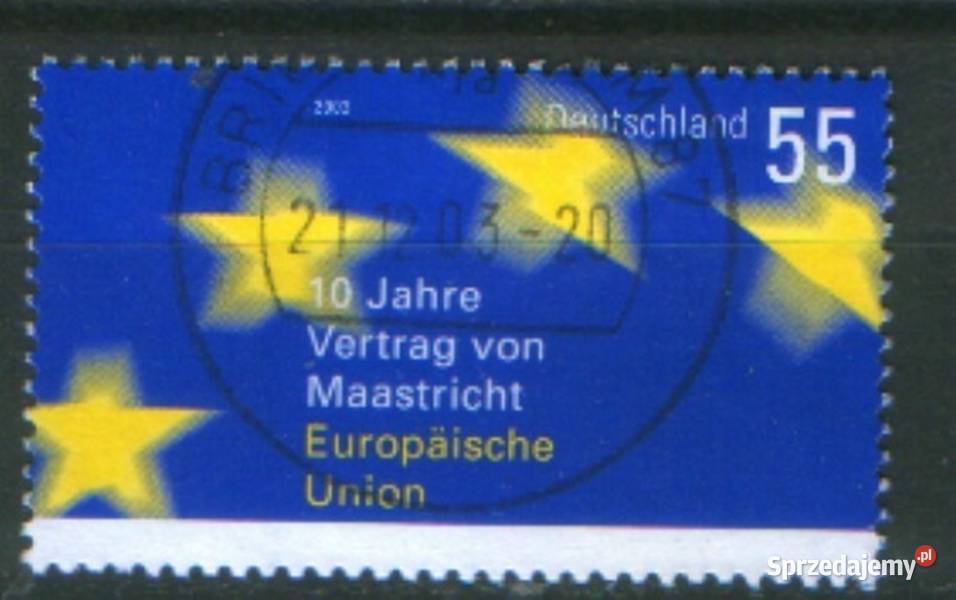 2003
Deutschland 55
21.12.03-20
10 Jahre
Vertrag von
Maastricht
Europäische
Union
Sprzedajemy.pl